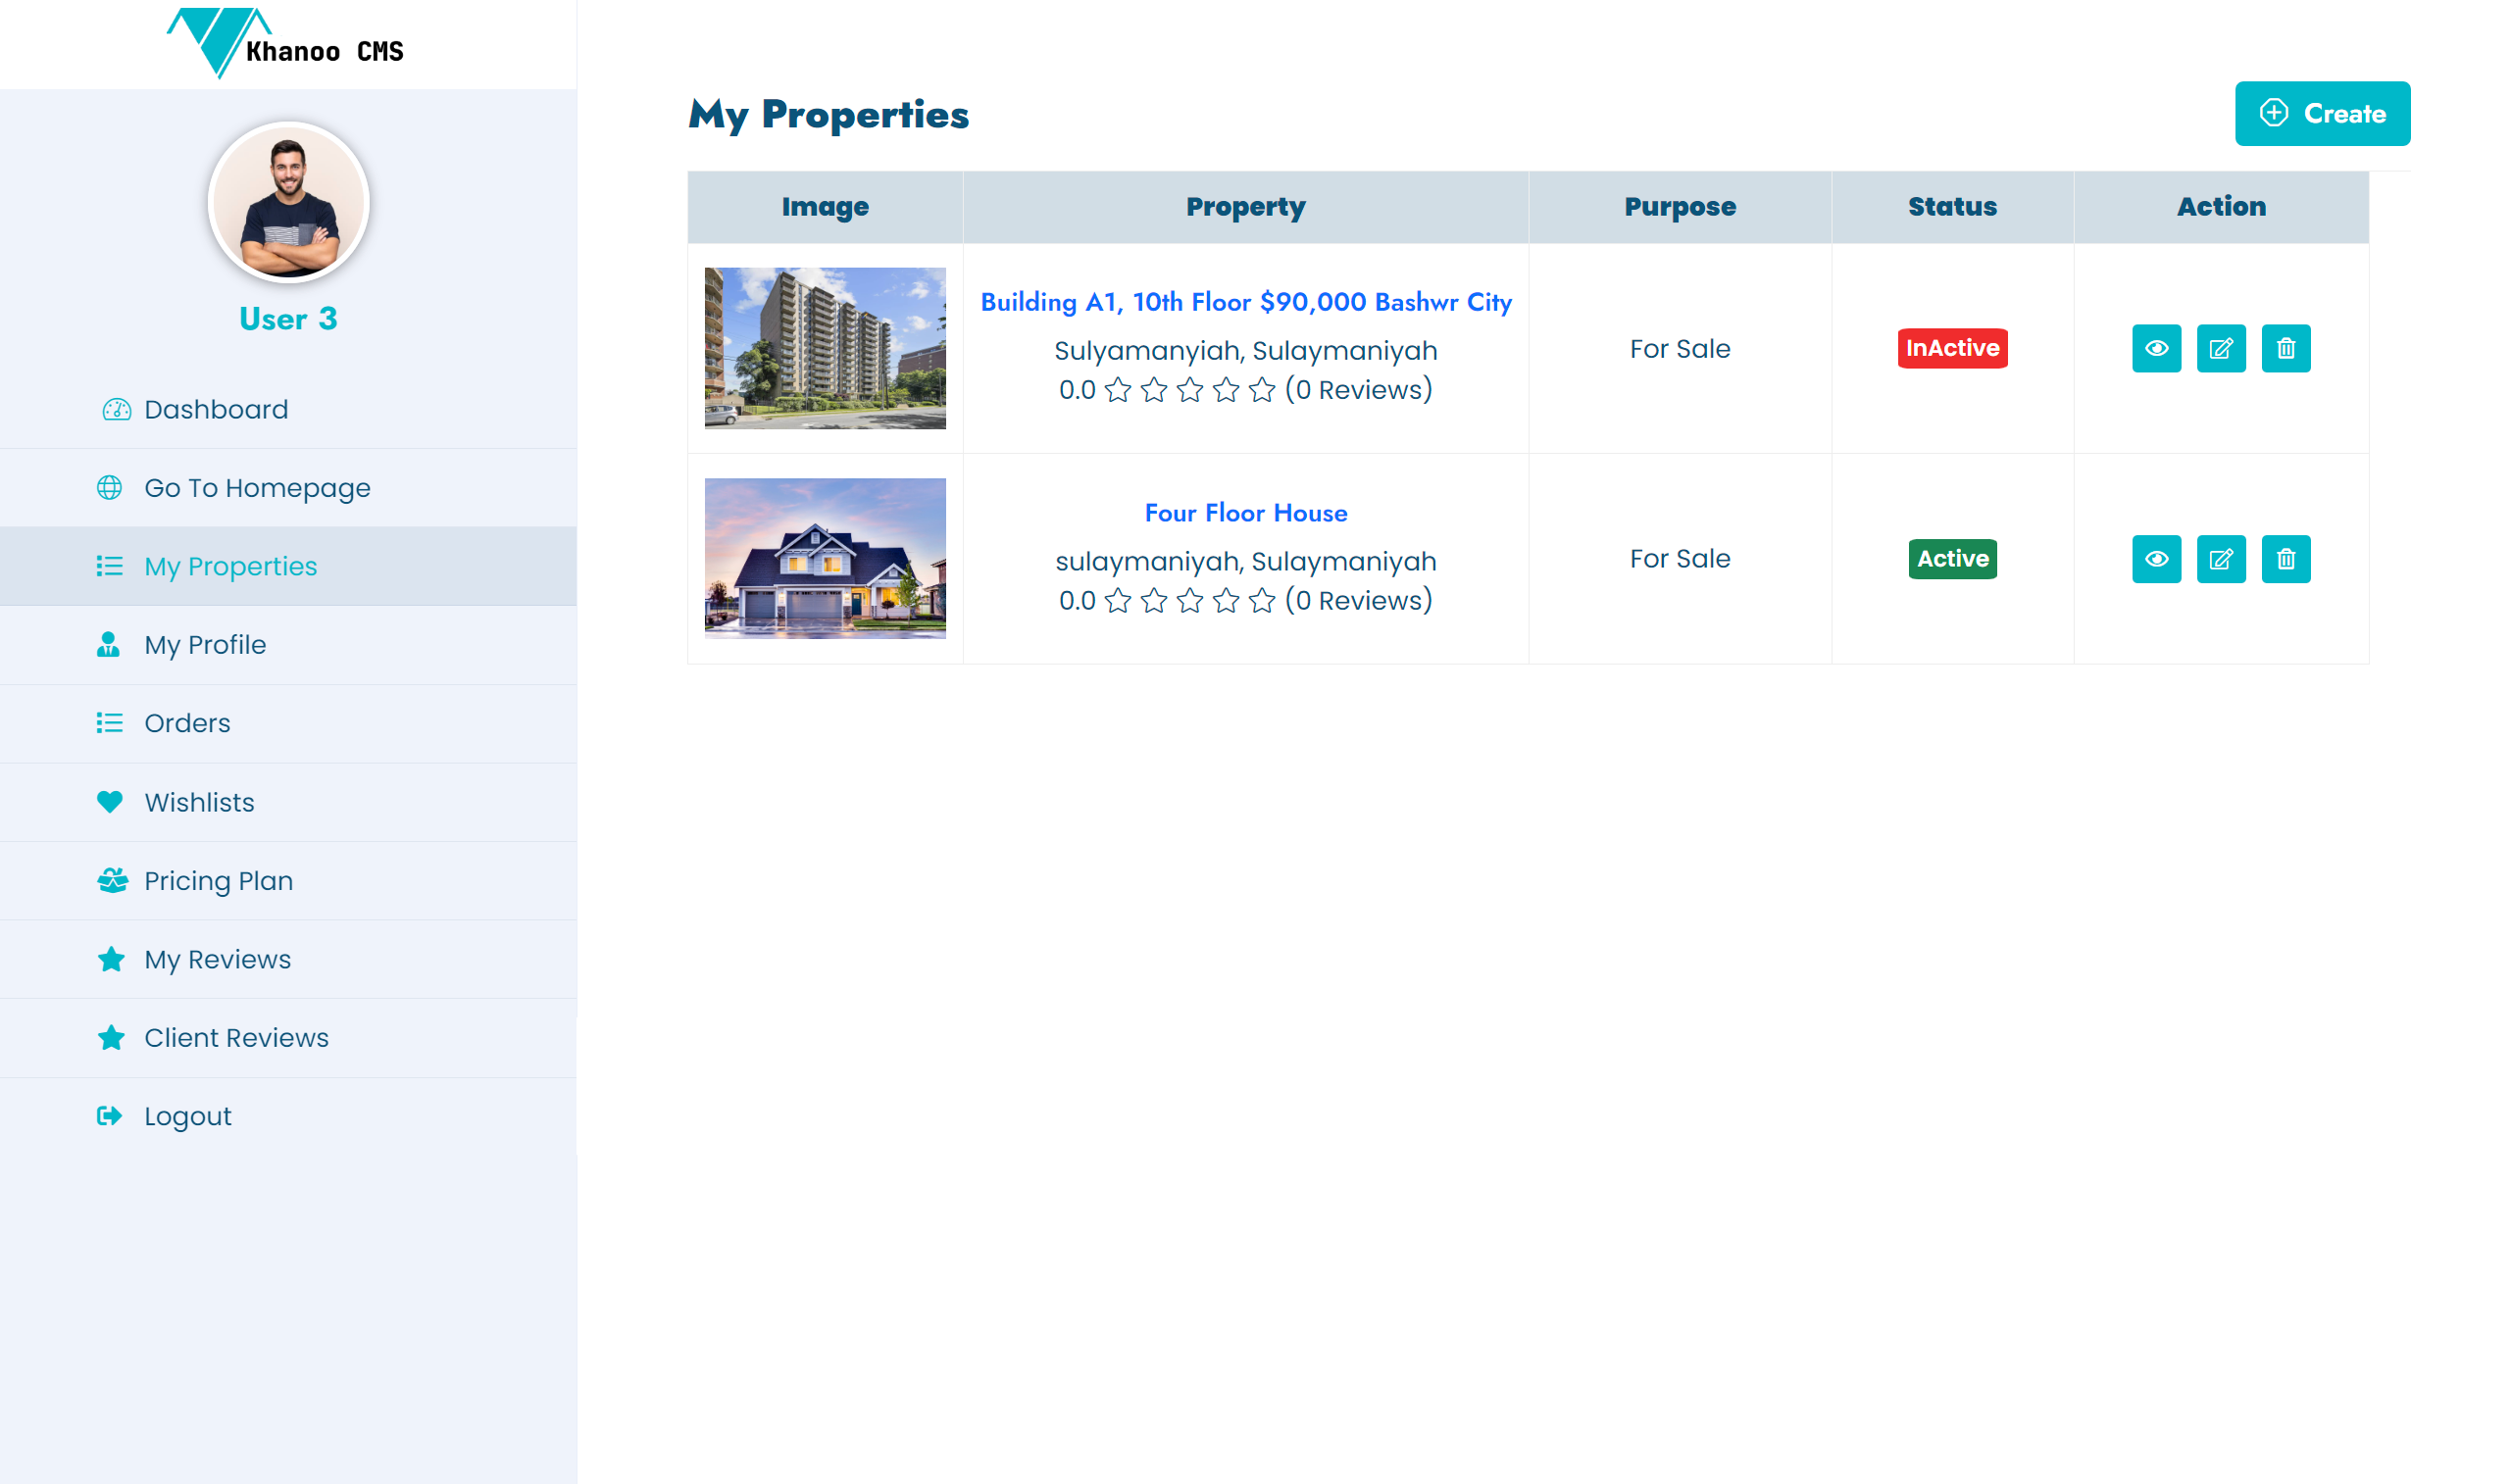 Khanoo CMS
User 3
Dashboard
Go To Homepage
My Properties
My Profile
Orders
Wishlists
Pricing Plan
My Reviews
Client Reviews
Logout
My Properties
Create
Image Property Purpose Status Action
Building A1, 10th Floor $90,000 Bashwr City
Sulyamanyiah, Sulaymaniyah
0.0 (0 Reviews)
For Sale
InActive
Four Floor House
sulaymaniyah, Sulaymaniyah
0.0 (0 Reviews)
For Sale
Active